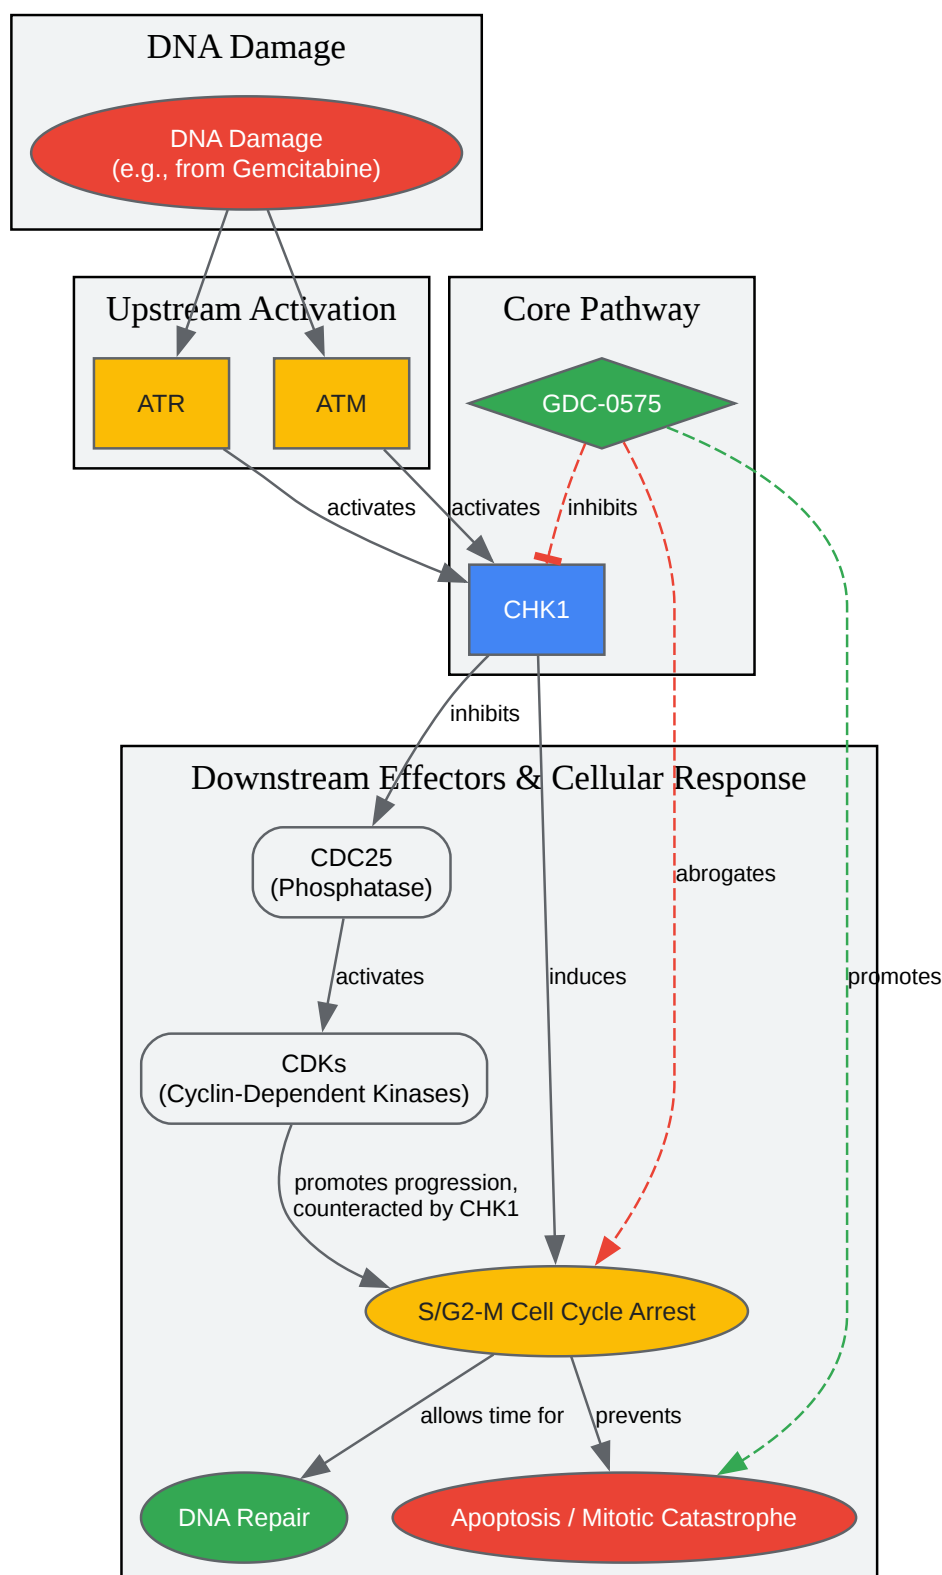 DNA Damage
DNA Damage
(e.g., from Gemcitabine)
Upstream Activation
Core Pathway
ATR
ATM
GDC-0575
activates
activates
inhibits
CHK1
inhibits
Downstream Effectors & Cellular Response
CDC25
(Phosphatase)
abrogates
activates
induces
promotes
CDKs
(Cyclin-Dependent Kinases)
promotes progression,
counteracted by CHK1
S/G2-M Cell Cycle Arrest
allows time for
prevents
DNA Repair
Apoptosis / Mitotic Catastrophe